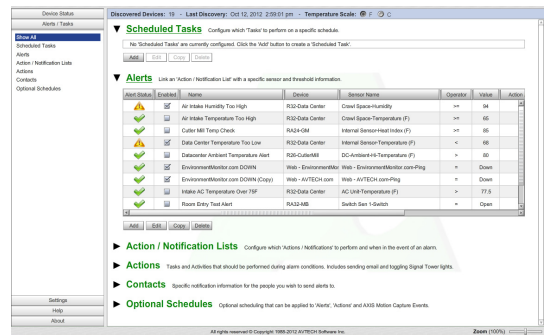 Device Status
Alerts / Tasks
Show All
Scheduled Tasks
Alerts
Action / Notification Lists
Actions
Contacts
Optional Schedules
Settings
Help
About
Discovered Devices: 19 - Last Discovery: Oct 12, 2012 2:59:01 pm - Temperature Scale: F C
Scheduled Tasks Configure which 'Tasks' to perform on a specific schedule.
No 'Scheduled Tasks' are currently configured. Click the 'Add' button to create a 'Scheduled Task'.
Add Edit Copy Delete
Alerts Link an 'Action / Notification List' with a specific sensor and threshold information.
Alert Status Enabled Name Device Sensor Name Operator Value Action
Air Intake Humidity Too High R32-Data Center Crawl Space-Humidity >= 94
Air Intake Temperature Too High R32-Data Center Crawl Space-Temperature (F) >= 65
Cutler Mill Temp Check RA24-GM Internal Sensor-Heat Index (F) >= 85
Data Center Temperature Too Low R32-Data Center Internal Sensor-Temperature (F) < 68
Datacenter Ambient Temperature Alert R26-CutlerMill DC-Ambient-Hi-Temperature (F) > 80
EnvironmentMonitor.com DOWN Web - EnvironmentMo Web - EnvironmentMonitor.com-Ping = Down
EnvironmentMonitor.com DOWN (Copy) Web - AVTECH.com Web - AVTECH.com-Ping = Down
Intake AC Temperature Over 75F R32-Data Center AC Unit-Temperature (F) > 77.5
Room Entry Test Alert RA32-MB Switch Sen 1-Switch = Open
Add Edit Copy Delete
Action / Notification Lists Configure which 'Actions / Notifications' to perform and when in the event of an alarm.
Actions Tasks and Activities that should be performed during alarm conditions. Includes sending email and toggling Signal Tower lights.
Contacts Specific notification information for the people you wish to send alerts to.
Optional Schedules Optional scheduling that can be applied to 'Alerts', 'Actions' and AXIS Motion Capture Events.
All rights reserved © Copyright 1988-2012 AVTECH Software Inc.
Zoom (100%)